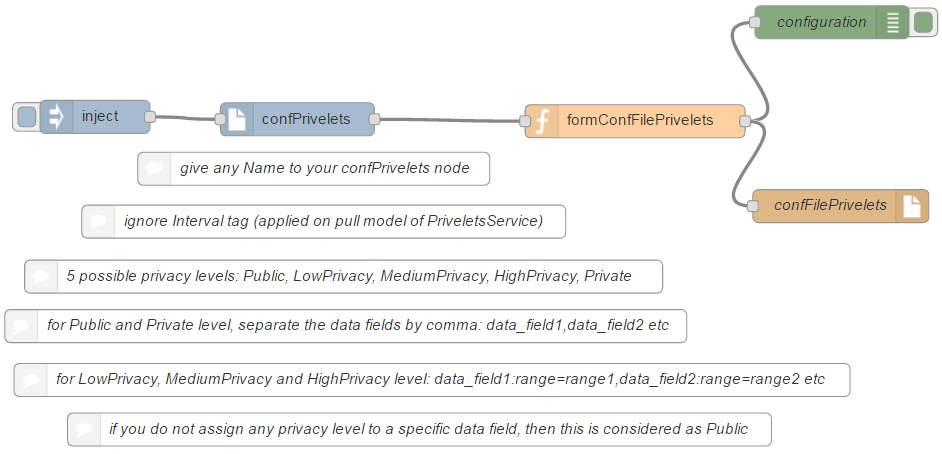 configuration
inject
confPrivelets
formConfFilePrivelets
give any Name to your confPrivelets node
confFilePrivelets
ignore Interval tag (applied on pull model of PriveletsService)
5 possible privacy levels: Public, LowPrivacy, MediumPrivacy, HighPrivacy, Private
for Public and Private level, separate the data fields by comma: data_field1,data_field2 etc
for LowPrivacy, MediumPrivacy and HighPrivacy level: data_field1:range=range1,data_field2:range=range2 etc
if you do not assign any privacy level to a specific data field, then this is considered as Public